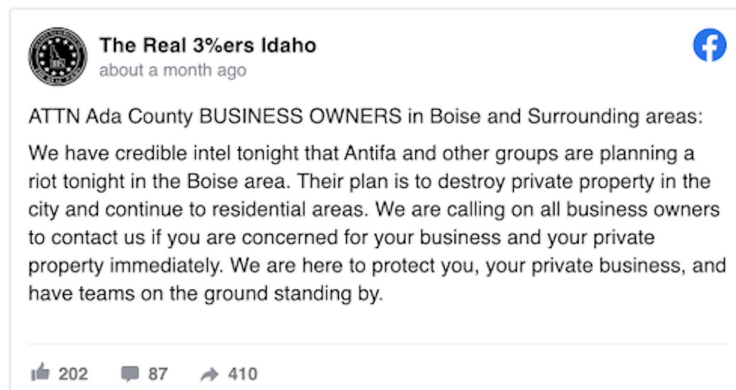 The Real 3%ers Idaho
about a month ago
ATTN Ada County BUSINESS OWNERS in Boise and Surrounding areas:
We have credible intel tonight that Antifa and other groups are planning a
riot tonight in the Boise area. Their plan is to destroy private property in the
city and continue to residential areas. We are calling on all business owners
to contact us if you are concerned for your business and your private
property immediately. We are here to protect you, your private business, and
have teams on the ground standing by.
202 87 410